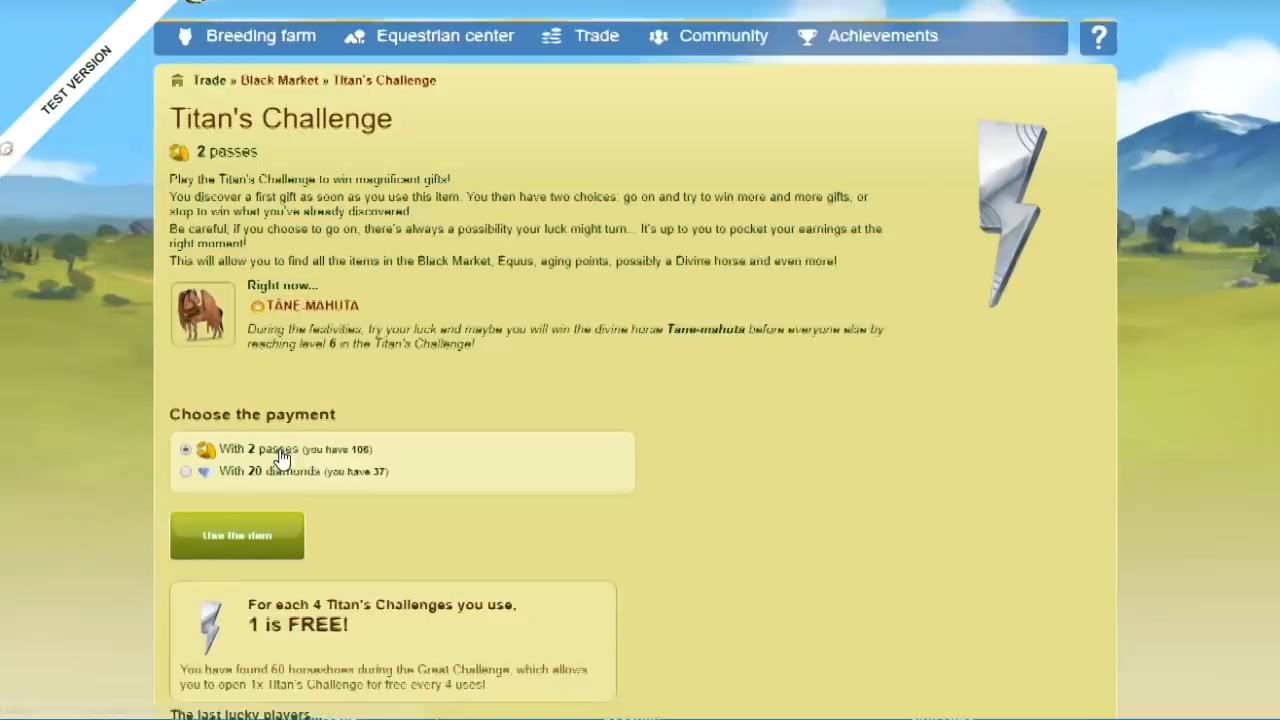 TEST VERSION
Breeding farm Equestrian center Trade Community Achievements ?
Trade » Black Market » Titan's Challenge
Titan's Challenge
2 passes
Play the Titan's Challenge to win magnificent gifts!
You discover a first gift as soon as you use this item. You then have two choices: go on and try to win more and more gifts, or
stop to win what you've already discovered.
Be careful, if you choose to go on, there's always a possibility your luck might turn... It's up to you to pocket your earnings at the
right moment!
This will allow you to find all the items in the Black Market, Equus, aging points, possibly a Divine horse and even more!
Right now...
TĀNE-MAHUTA
During the festivities, try your luck and maybe you will win the divine horse Tane-mahuta before everyone else by
reaching level 6 in the Titan's Challenge!
Choose the payment
With 2 passes (you have 106)
With 20 diamonds (you have 37)
Use the item
For each 4 Titan's Challenges you use,
1 is FREE!
You have found 60 horseshoes during the Great Challenge, which allows
you to open 1x Titan's Challenge for free every 4 uses!
The last lucky players...